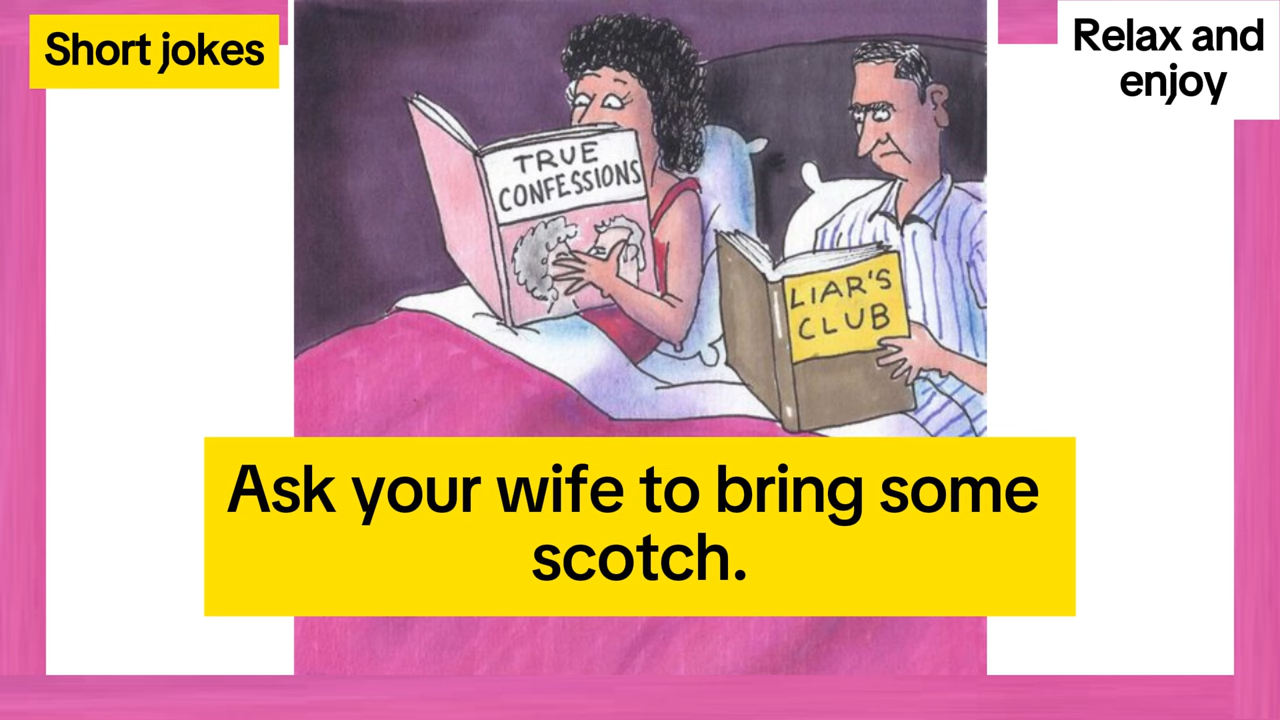 Short jokes
Relax and
enjoy
TRUE
CONFESSIONS
LIAR'S
CLUB
Ask your wife to bring some
scotch.